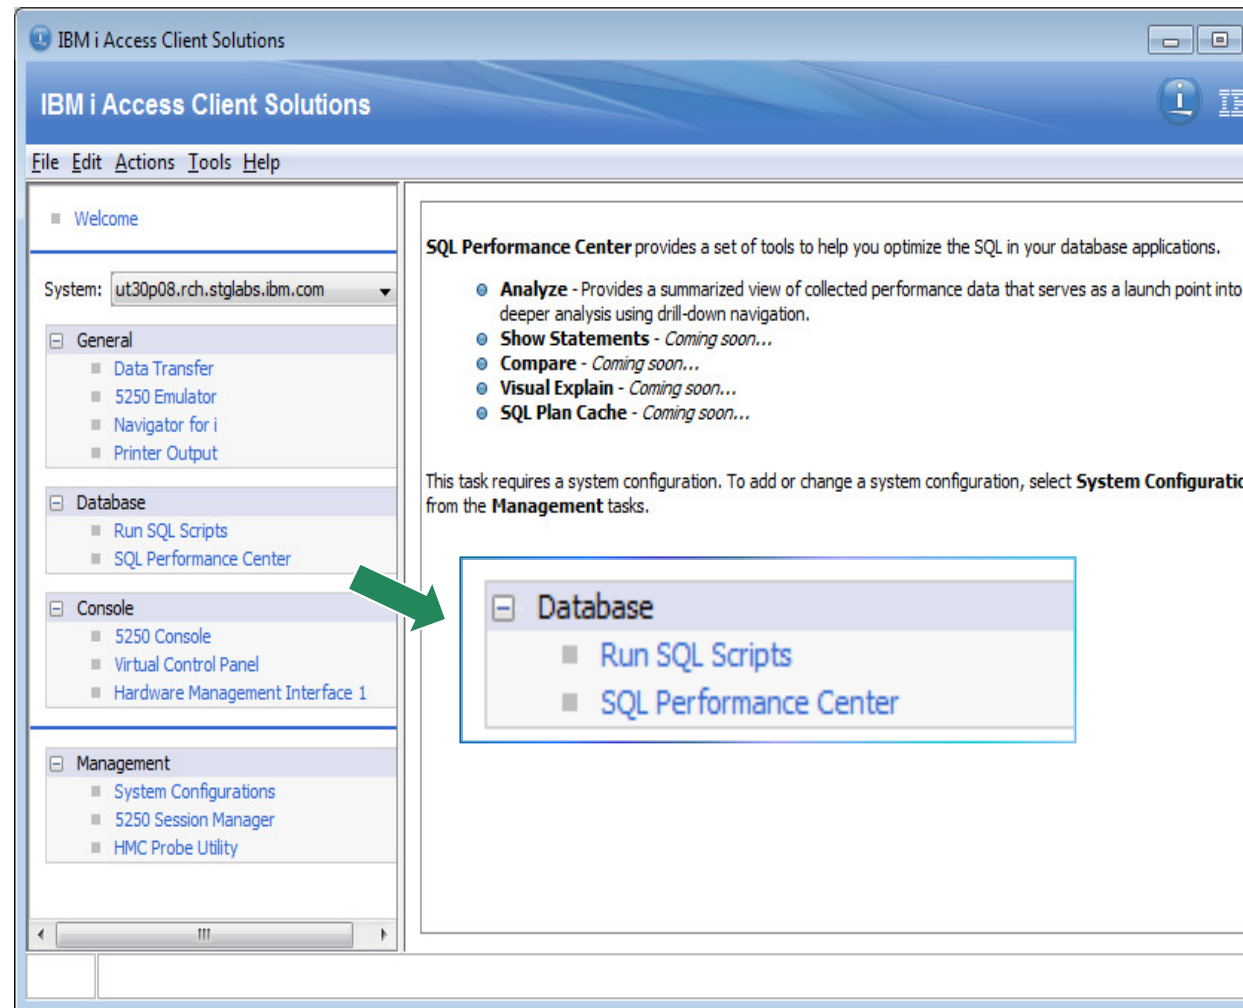 IBM i Access Client Solutions
IBM i Access Client Solutions
File Edit Actions Tools Help
Welcome
System: ut30p08.rch.stglabs.ibm.com
General
Data Transfer
5250 Emulator
Navigator for i
Printer Output
Database
Run SQL Scripts
SQL Performance Center
Console
5250 Console
Virtual Control Panel
Hardware Management Interface 1
Management
System Configurations
5250 Session Manager
HMC Probe Utility
SQL Performance Center provides a set of tools to help you optimize the SQL in your database applications.
Analyze - Provides a summarized view of collected performance data that serves as a launch point into
deeper analysis using drill-down navigation.
Show Statements - Coming soon...
Compare - Coming soon...
Visual Explain - Coming soon...
SQL Plan Cache - Coming soon...
This task requires a system configuration. To add or change a system configuration, select System
from the Management tasks.
Database
Run SQL Scripts
SQL Performance Center